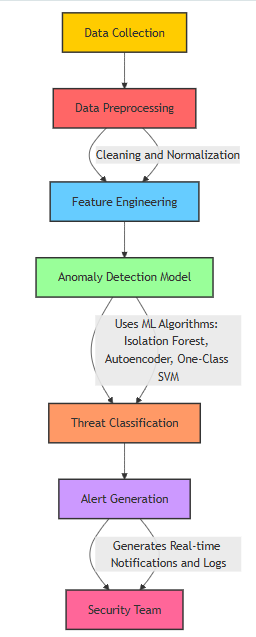 Data Collection
Data Preprocessing
Cleaning and Normalization
Feature Engineering
Anomaly Detection Model
Uses ML Algorithms:
Isolation Forest,
Autoencoder, One-Class
SVM
Threat Classification
Alert Generation
Generates Real-time
Notifications and Logs
Security Team